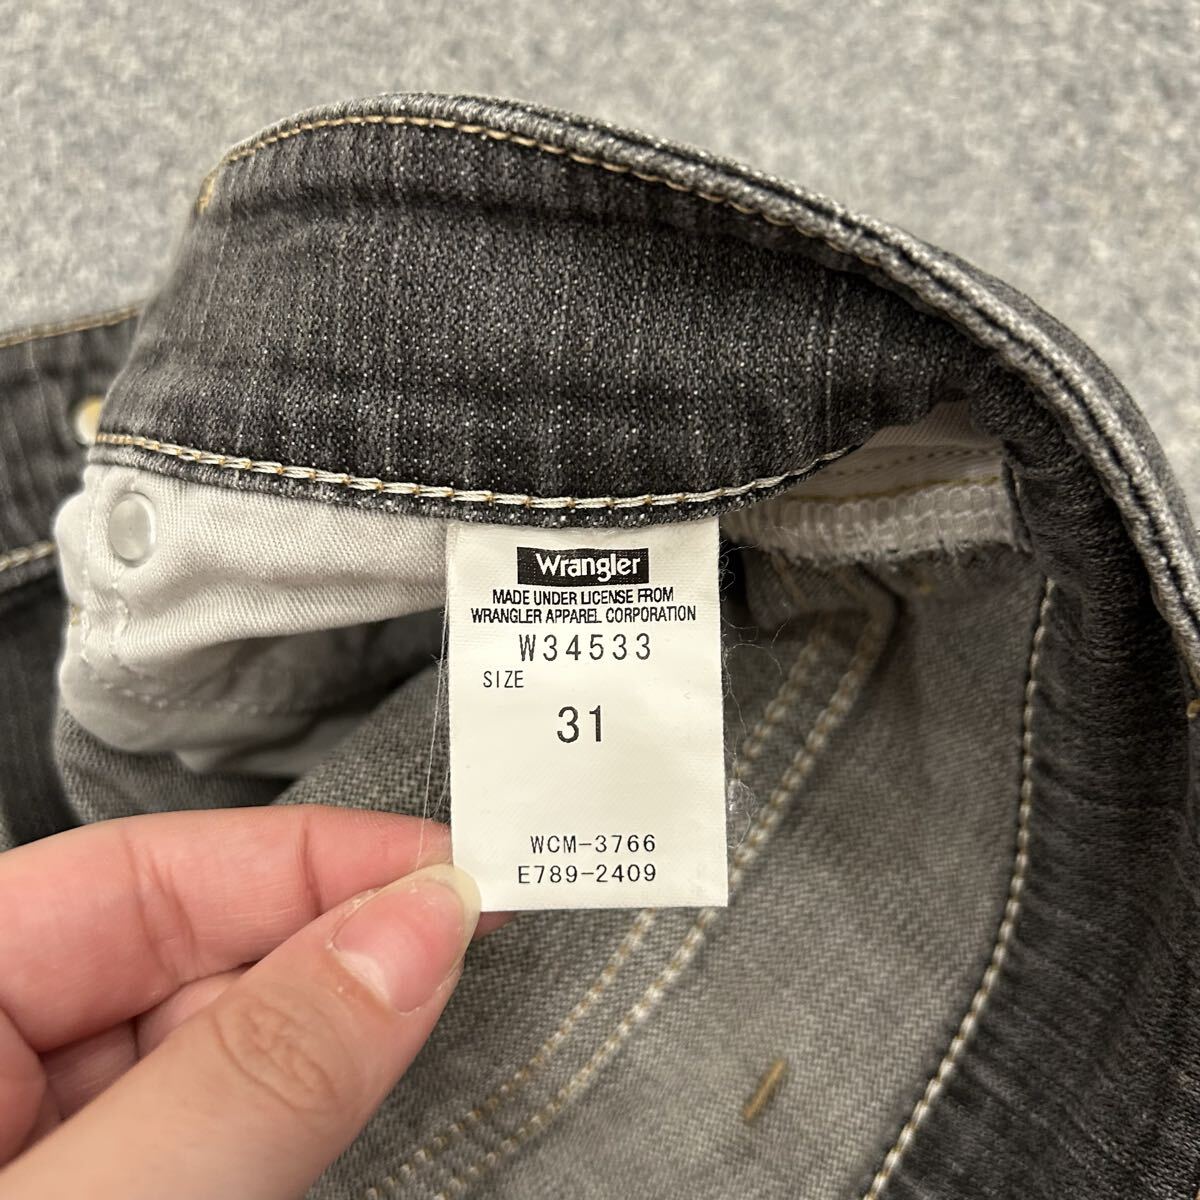 Wrangler
MADE UNDER LICENSE FROM
WRANGLER APPAREL CORPORATION
W34533
SIZE
31
WCM-3766
E789-2409